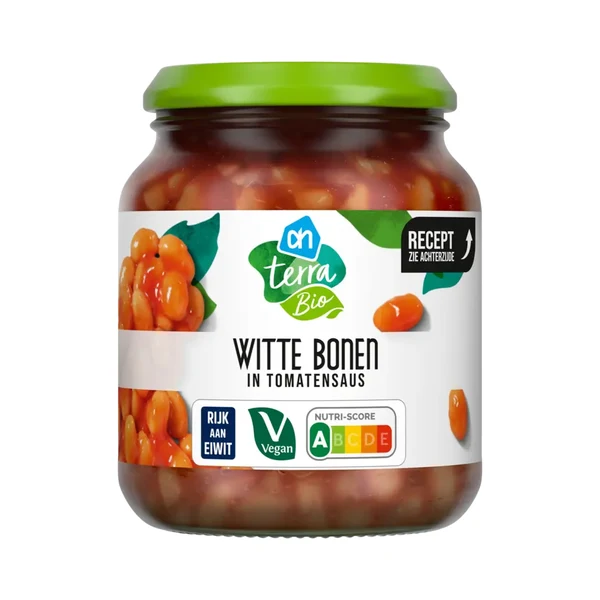 ah
terra
Bio
RECEPT
ZIE ACHTERZIJDE
WITTE BONEN
IN TOMATENSAUS
RIJK
AAN
EIWIT
V
Vegan
NUTRI-SCORE
A B C D E